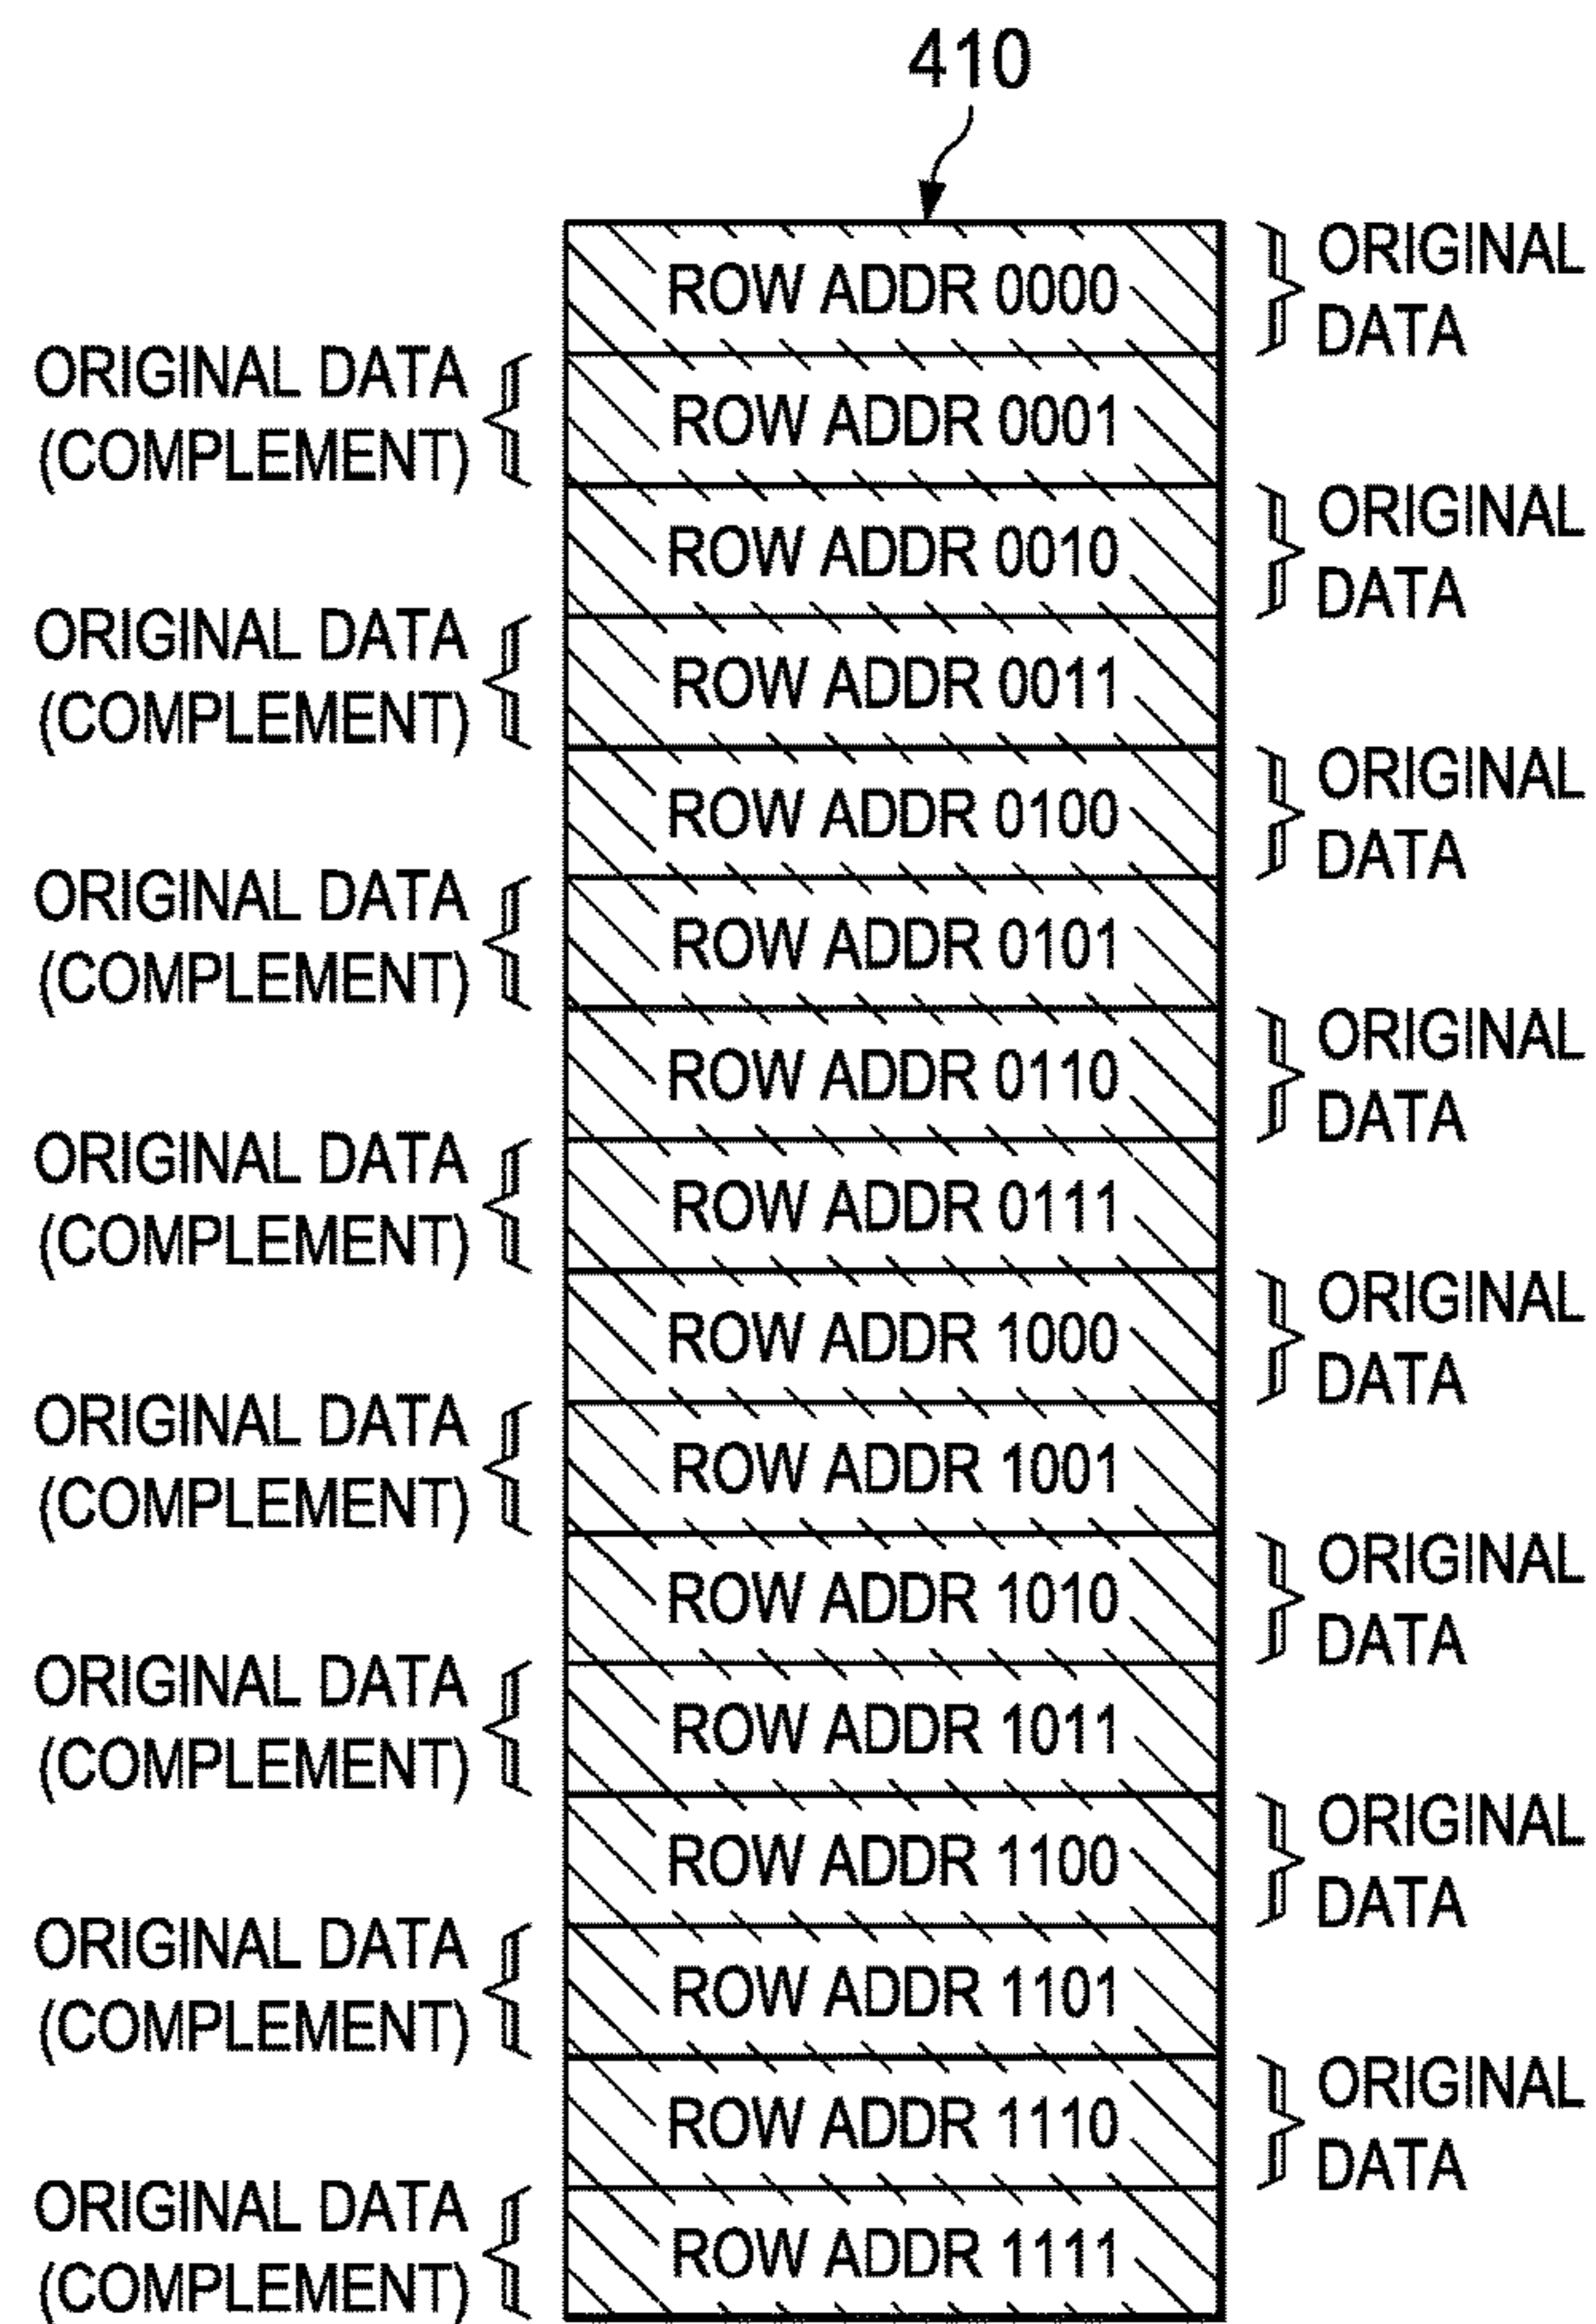 410
ROW ADDR 0000
ORIGINAL
DATA
ORIGINAL DATA
(COMPLEMENT)
ROW ADDR 0001
ROW ADDR 0010
ORIGINAL
DATA
ORIGINAL DATA
(COMPLEMENT)
ROW ADDR 0011
ROW ADDR 0100
ORIGINAL
DATA
ORIGINAL DATA
(COMPLEMENT)
ROW ADDR 0101
ROW ADDR 0110
ORIGINAL
DATA
ORIGINAL DATA
(COMPLEMENT)
ROW ADDR 0111
ROW ADDR 1000
ORIGINAL
DATA
ORIGINAL DATA
(COMPLEMENT)
ROW ADDR 1001
ROW ADDR 1010
ORIGINAL
DATA
ORIGINAL DATA
(COMPLEMENT)
ROW ADDR 1011
ROW ADDR 1100
ORIGINAL
DATA
ORIGINAL DATA
(COMPLEMENT)
ROW ADDR 1101
ROW ADDR 1110
ORIGINAL
DATA
ORIGINAL DATA
(COMPLEMENT)
ROW ADDR 1111